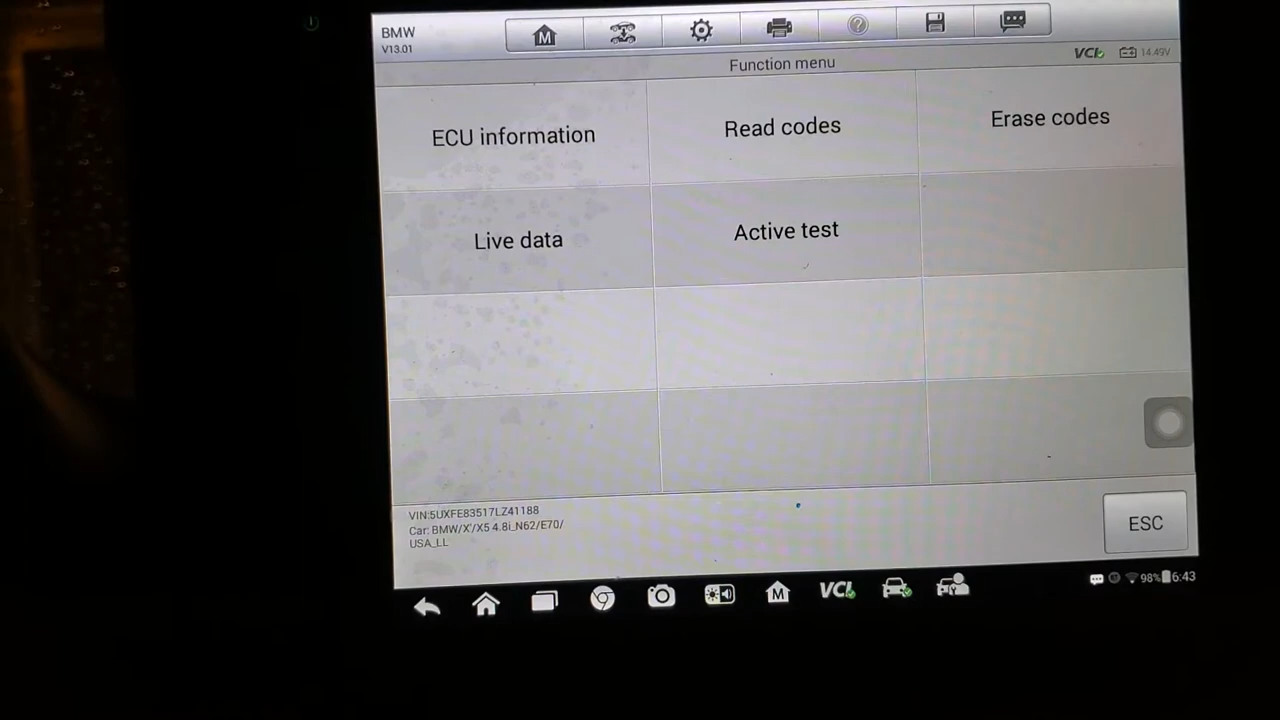 BMW
V13.01
M
?
Function menu
VCI
14.49V
ECU information
Read codes
Erase codes
Live data
Active test
VIN:5UXFE83517LZ41188
Car: BMW/X'/X5 4.8i_N62/E70/
USA_LL
ESC
M
VCI
98%
6:43